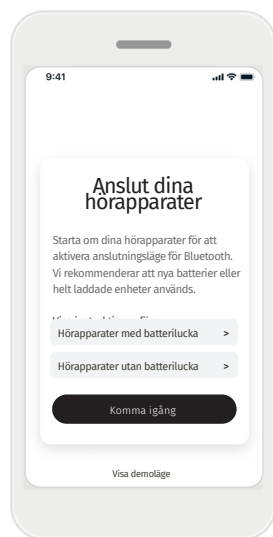 9:41
Anslut dina
hörapparater
Starta om dina hörapparater för att
aktivera anslutningsläge för Bluetooth.
Vi rekommenderar att nya batterier eller
helt laddade enheter används.
Hörapparater med batterilucka >
Hörapparater utan batterilucka >
Komma igång
Visa demoläge